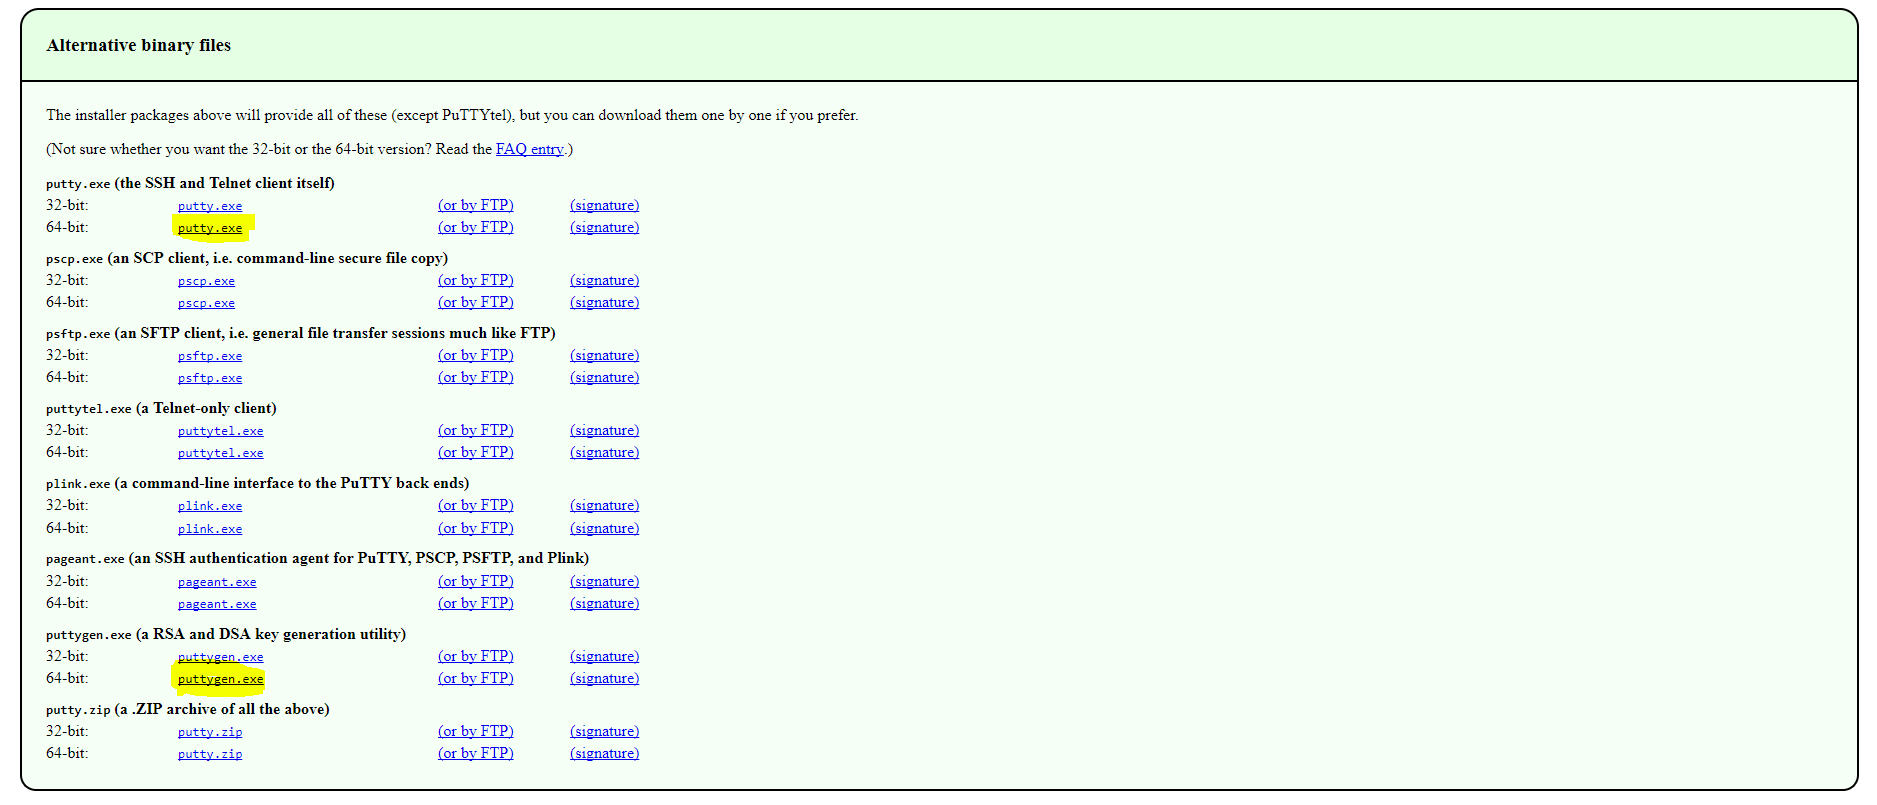 Alternative binary files
The installer packages above will provide all of these (except PuTTYtel), but you can download them one by one if you prefer.
(Not sure whether you want the 32-bit or the 64-bit version? Read the FAQ entry.)
putty.exe (the SSH and Telnet client itself)
32-bit: putty.exe (or by FTP) (signature)
64-bit: putty.exe (or by FTP) (signature)
pscp.exe (an SCP client, i.e. command-line secure file copy)
32-bit: pscp.exe (or by FTP) (signature)
64-bit: pscp.exe (or by FTP) (signature)
psftp.exe (an SFTP client, i.e. general file transfer sessions much like FTP)
32-bit: psftp.exe (or by FTP) (signature)
64-bit: psftp.exe (or by FTP) (signature)
puttytel.exe (a Telnet-only client)
32-bit: puttytel.exe (or by FTP) (signature)
64-bit: puttytel.exe (or by FTP) (signature)
plink.exe (a command-line interface to the PuTTY back ends)
32-bit: plink.exe (or by FTP) (signature)
64-bit: plink.exe (or by FTP) (signature)
pageant.exe (an SSH authentication agent for PuTTY, PSCP, PSFTP, and Plink)
32-bit: pageant.exe (or by FTP) (signature)
64-bit: pageant.exe (or by FTP) (signature)
puttygen.exe (a RSA and DSA key generation utility)
32-bit: puttygen.exe (or by FTP) (signature)
64-bit: puttygen.exe (or by FTP) (signature)
putty.zip (a .ZIP archive of all the above)
32-bit: putty.zip (or by FTP) (signature)
64-bit: putty.zip (or by FTP) (signature)